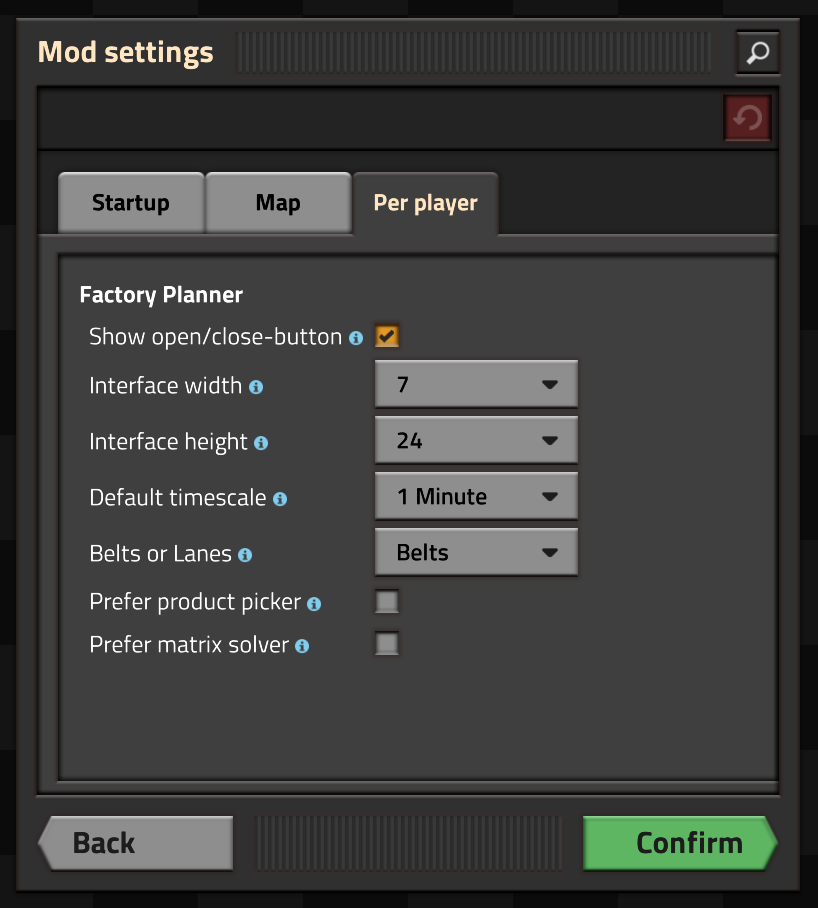 Mod settings
Startup Map Per player
Factory Planner
Show open/close-button
Interface width 7
Interface height 24
Default timescale 1 Minute
Belts or Lanes Belts
Prefer product picker
Prefer matrix solver
Back Confirm